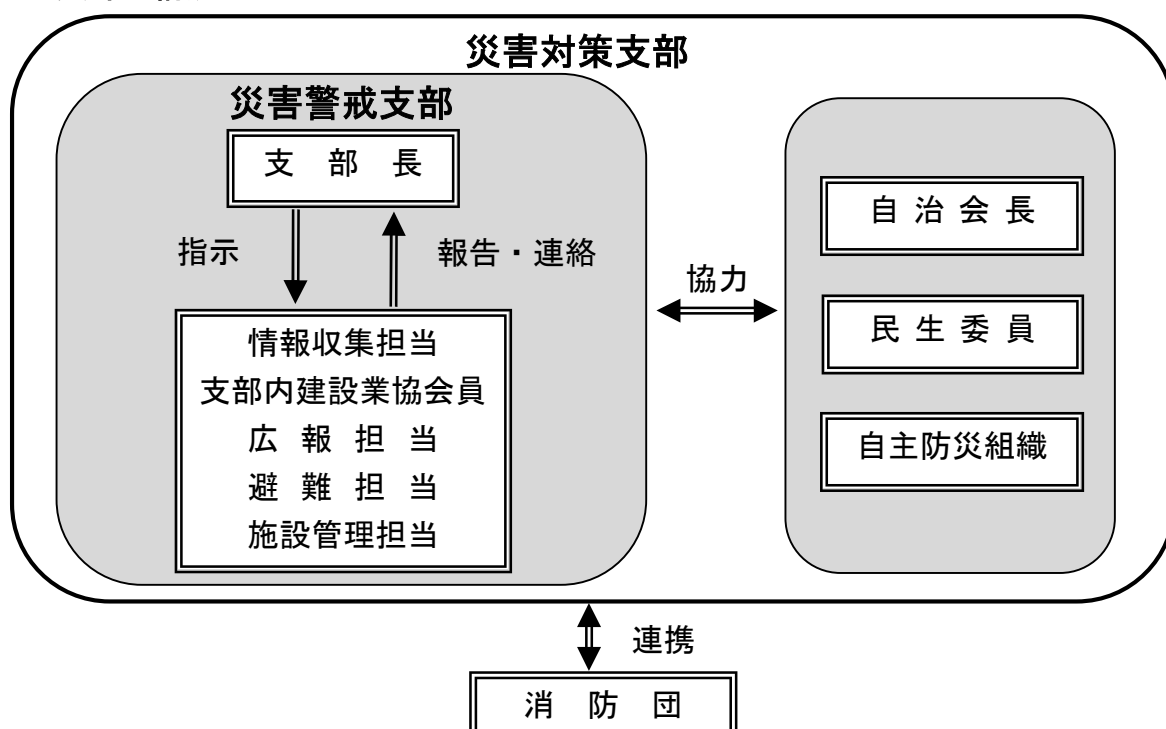 災害対策支部
災害警戒支部
支部長
指示
報告・連絡
情報収集担当
支部内建設業協会員
広報担当
避難担当
施設管理担当
協力
自治会長
民生委員
自主防災組織
連携
消防団